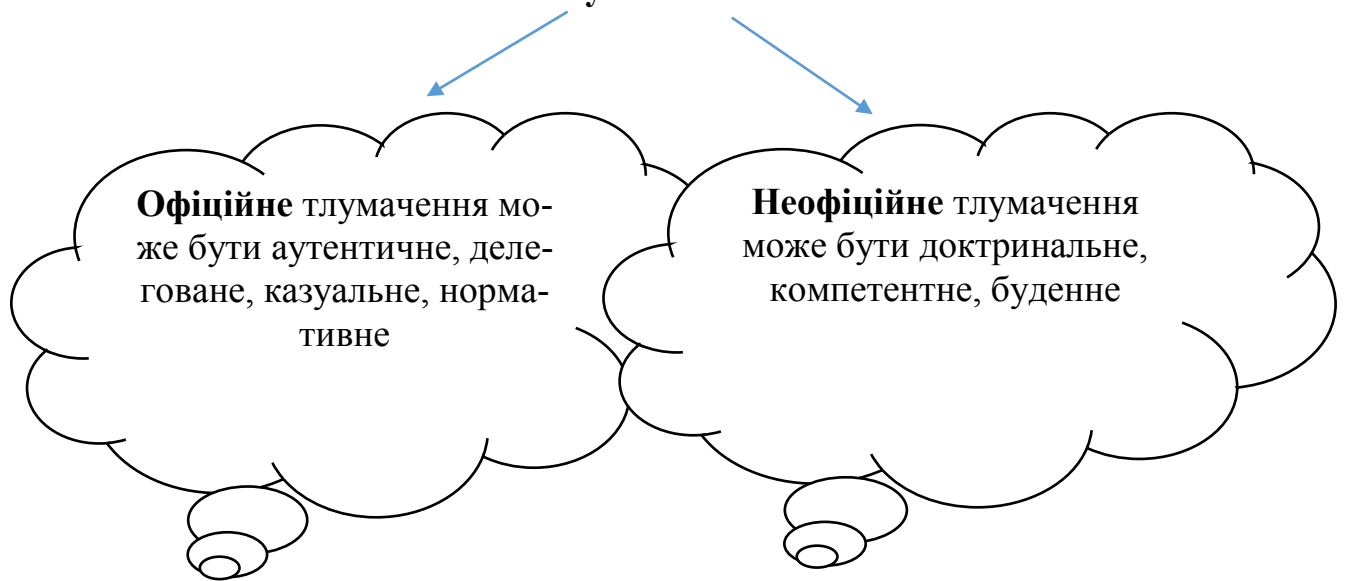 Офіційне тлумачення мо-
же бути аутентичне, деле-
говане, казуальне, норма-
тивне
Неофіційне тлумачення
може бути доктринальне,
компетентне, буденне